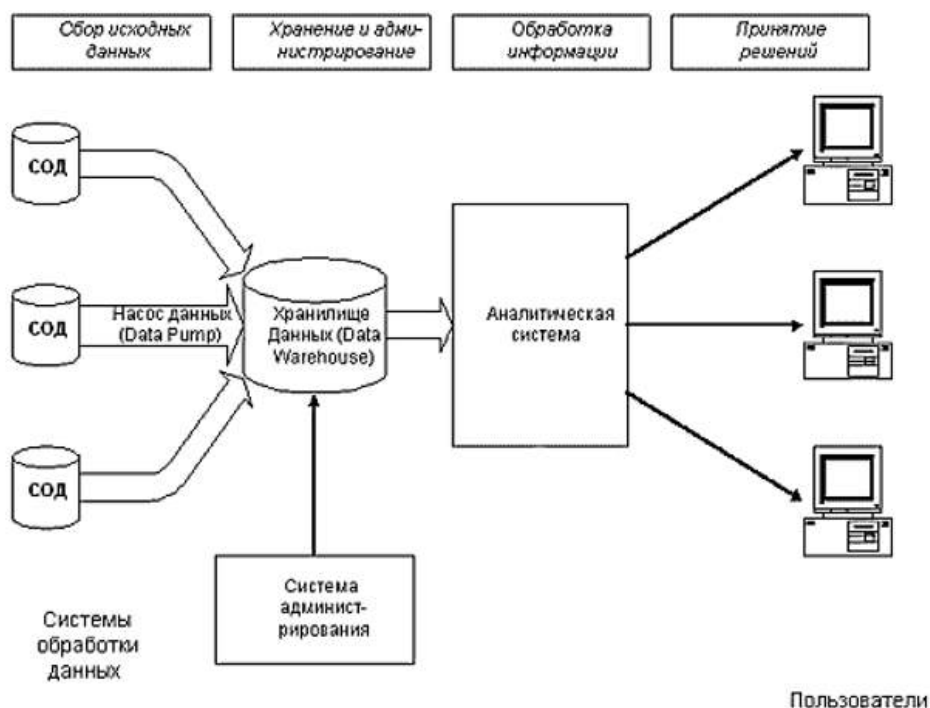 Сбор исходных
данных
Хранение и адми-
нистрирование
Обработка
информации
Принятие
решений
СОД
СОД
Насос данных
(Data Pump)
Хранилище
Данных (Data
Warehouse)
Аналитическая
система
СОД
Система
админист-
рирования
Системы
обработки
данных
Пользователи